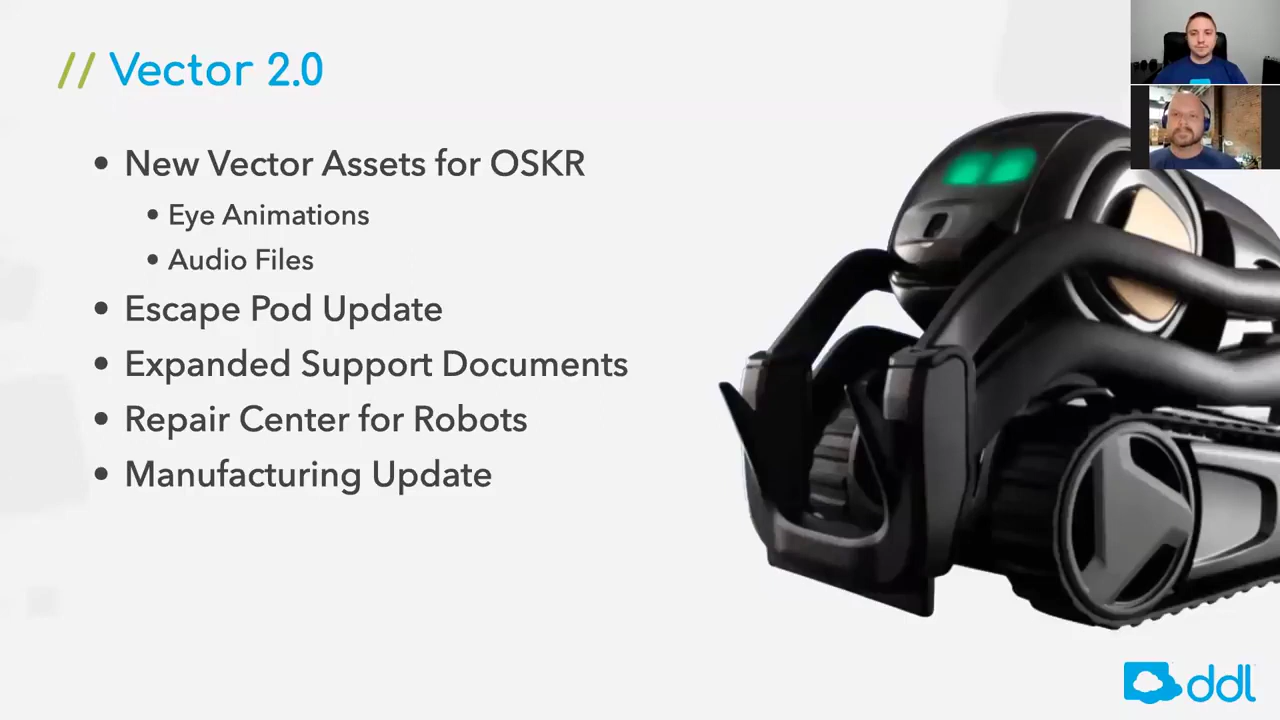 // Vector 2.0
• New Vector Assets for OSKR
• Eye Animations
• Audio Files
• Escape Pod Update
• Expanded Support Documents
• Repair Center for Robots
• Manufacturing Update
ddl